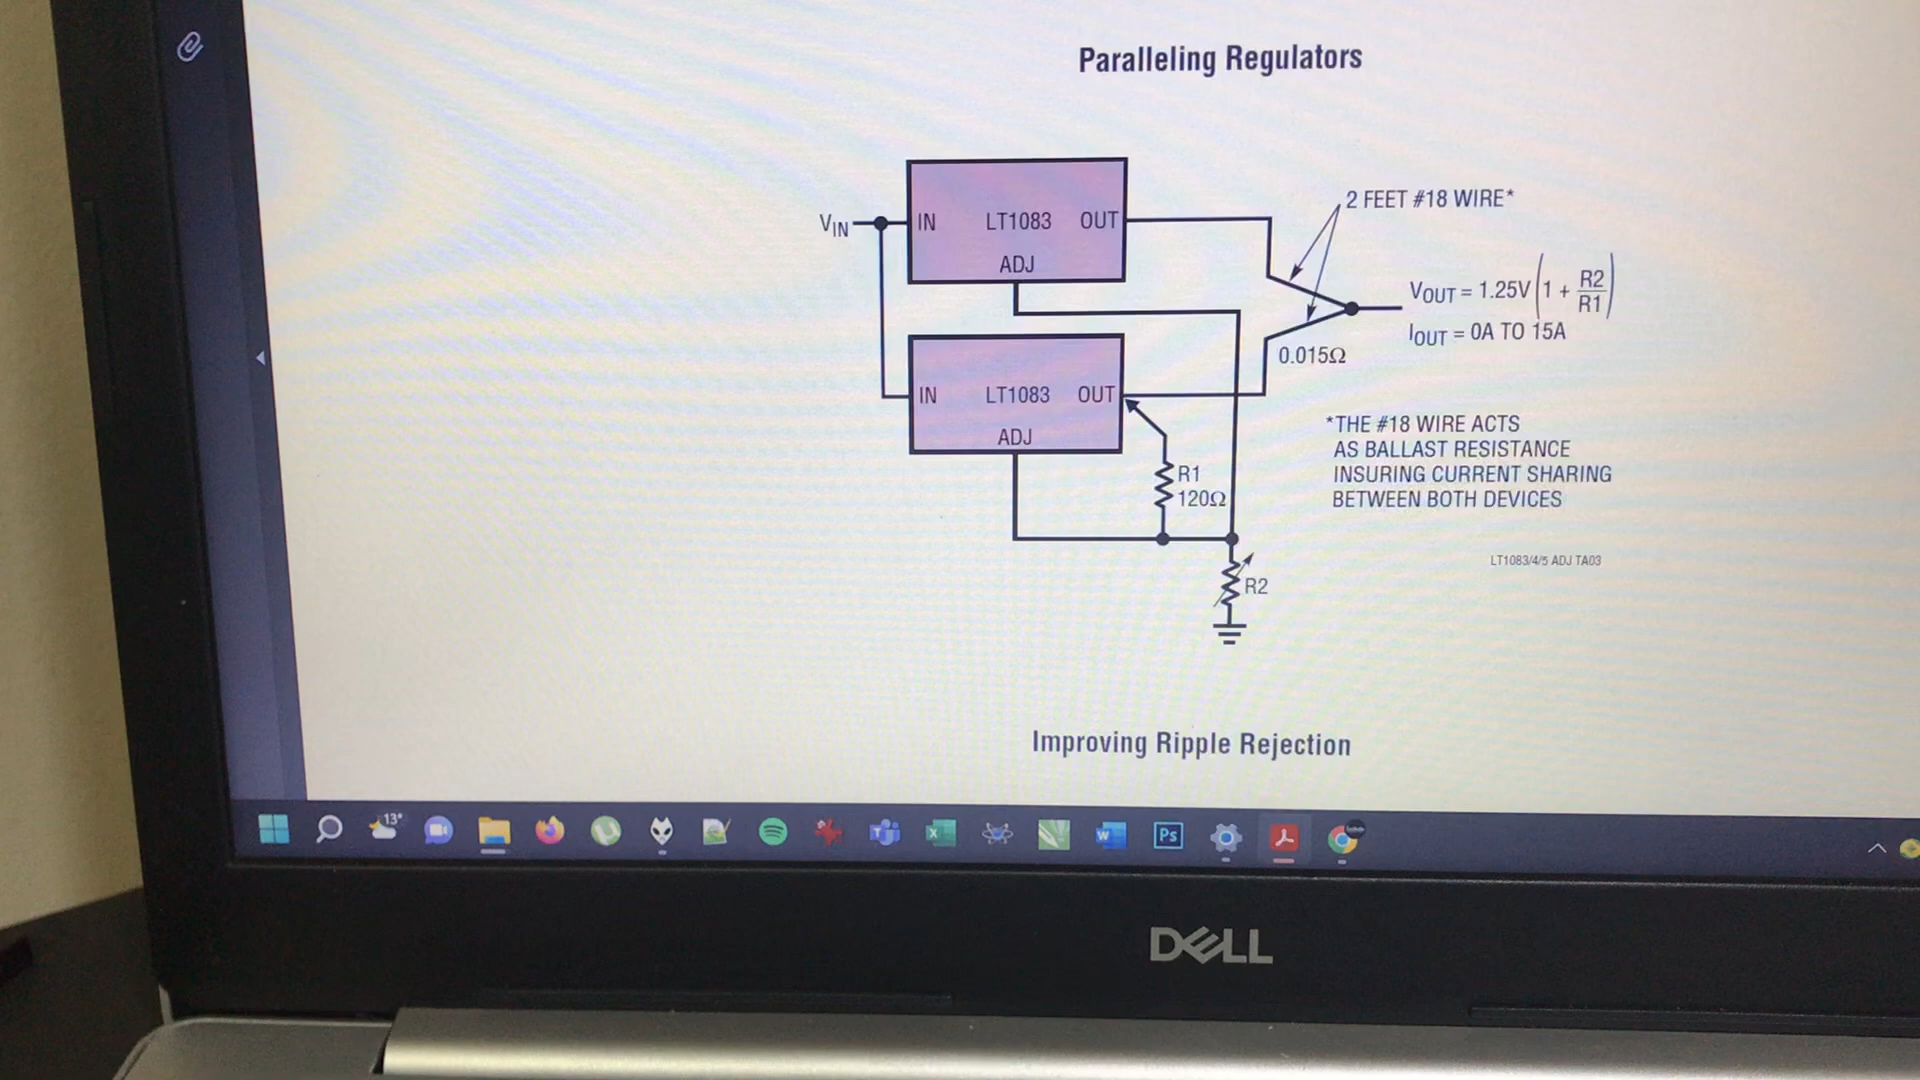 Paralleling Regulators
VIN
IN LT1083 OUT
ADJ
2 FEET #18 WIRE*
VOUT = 1.25V (1 + R2/R1)
IOUT = 0A TO 15A
0.015Ω
IN LT1083 OUT
ADJ
R1
120Ω
*THE #18 WIRE ACTS
AS BALLAST RESISTANCE
INSURING CURRENT SHARING
BETWEEN BOTH DEVICES
LT1083/4/5 ADJ TA03
R2
Improving Ripple Rejection
13°
Ps
DELL